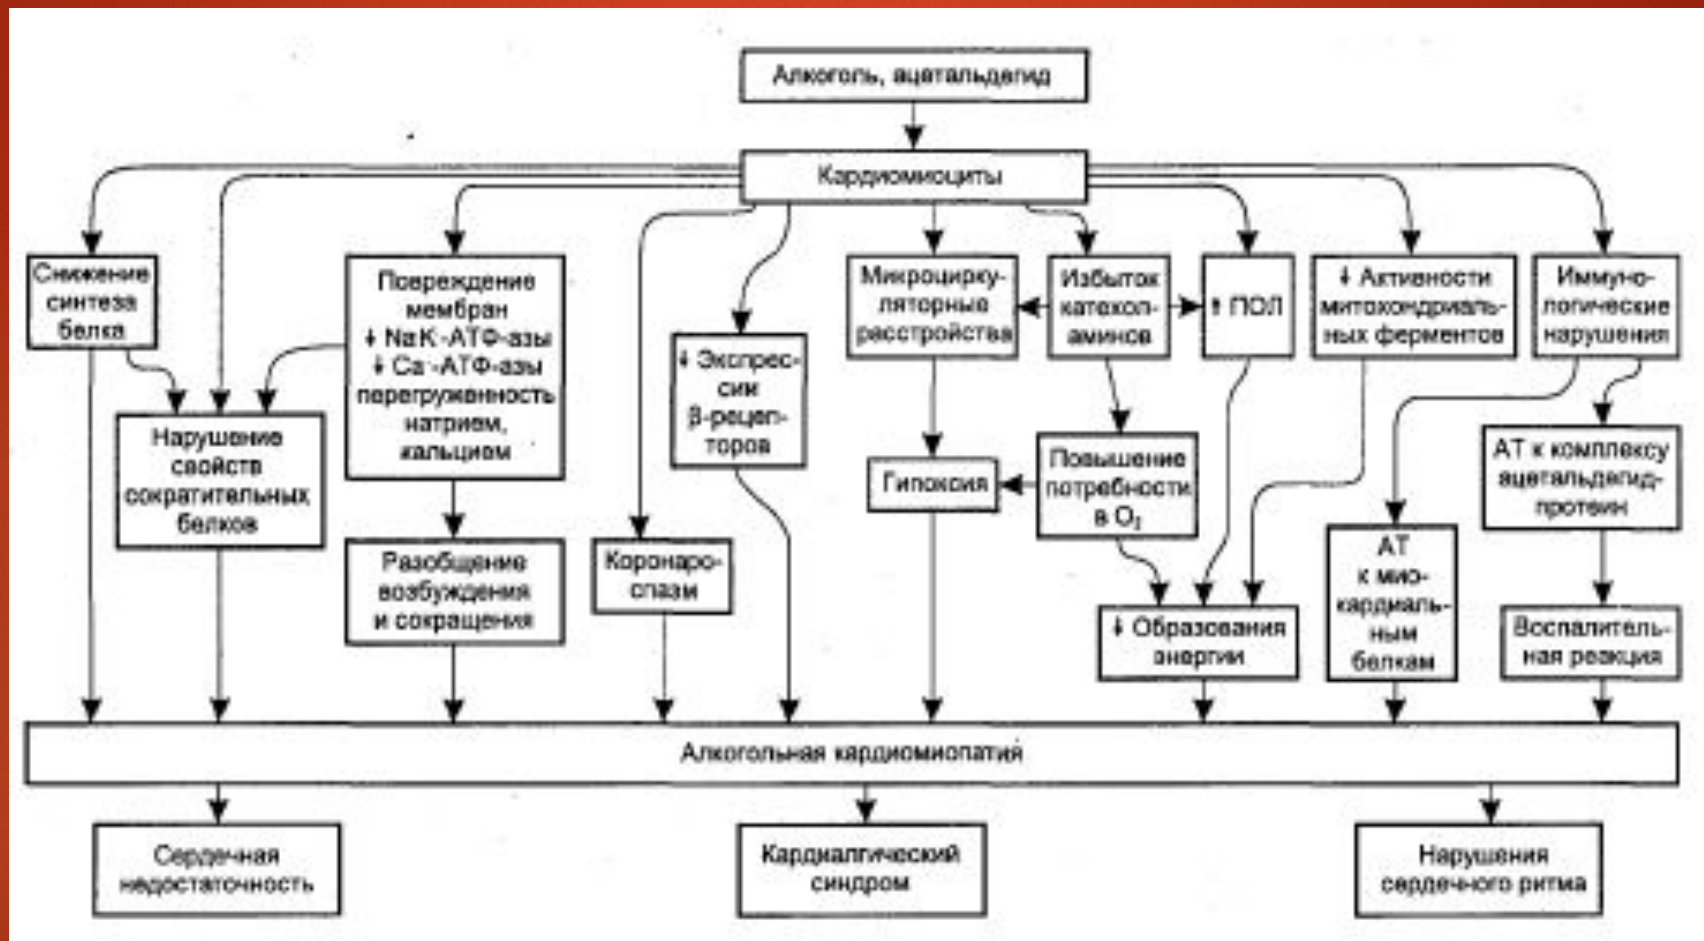 Алкоголь, ацетальдегид
Кардиомиоциты
Снижение
синтеза
белка
Повреждение
мембран
↓ Na⁺K⁺-АТФ-азы
↓ Ca⁺-АТФ-азы
перегруженность
натрием,
кальцием
↓ Экспрес-
сии
β-рецеп-
торов
Микроцирку-
ляторные
расстройства
Избыток
катехол-
аминов
↑ ПОЛ
↓ Активности
митохондриаль-
ных ферментов
Иммуно-
логические
нарушения
Нарушение
свойств
сократительных
белков
Гипоксия
Повышение
потребности
в O₂
АТ к комплексу
ацетальдегид-
протеин
Разобщение
возбуждения
и сокращения
Коронаро-
спазм
↓ Образования
энергии
АТ
к мио-
кардиаль-
ным
белкам
Воспалитель-
ная реакция
Алкогольная кардиомиопатия
Сердечная
недостаточность
Кардиалгический
синдром
Нарушения
сердечного ритма